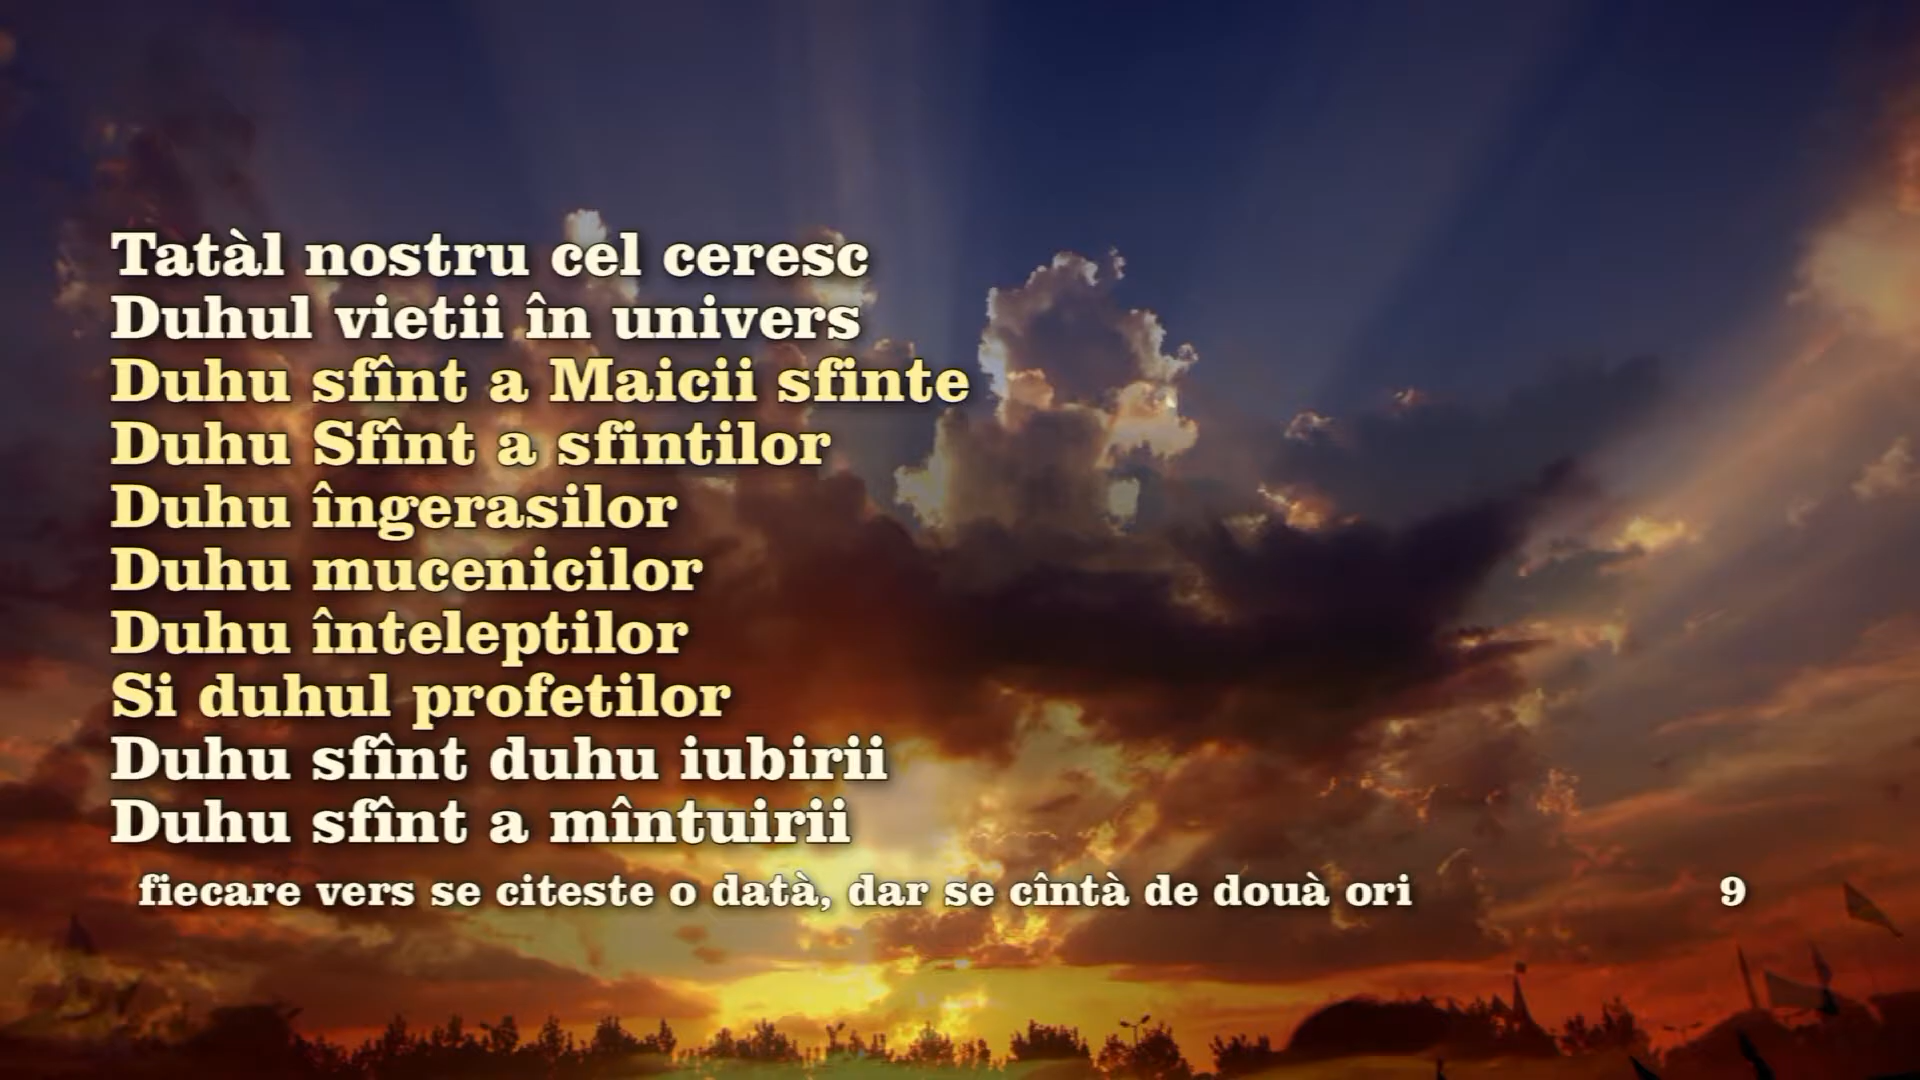 Tatàl nostru cel ceresc
Duhul vietii în univers
Duhu sfînt a Maicii sfinte
Duhu Sfînt a sfintilor
Duhu îngerasilor
Duhu mucenicilor
Duhu înteleptilor
Si duhul profetilor
Duhu sfînt duhu iubirii
Duhu sfînt a mîntuirii
fiecare vers se citeste o datà, dar se cîntà de douà ori 9